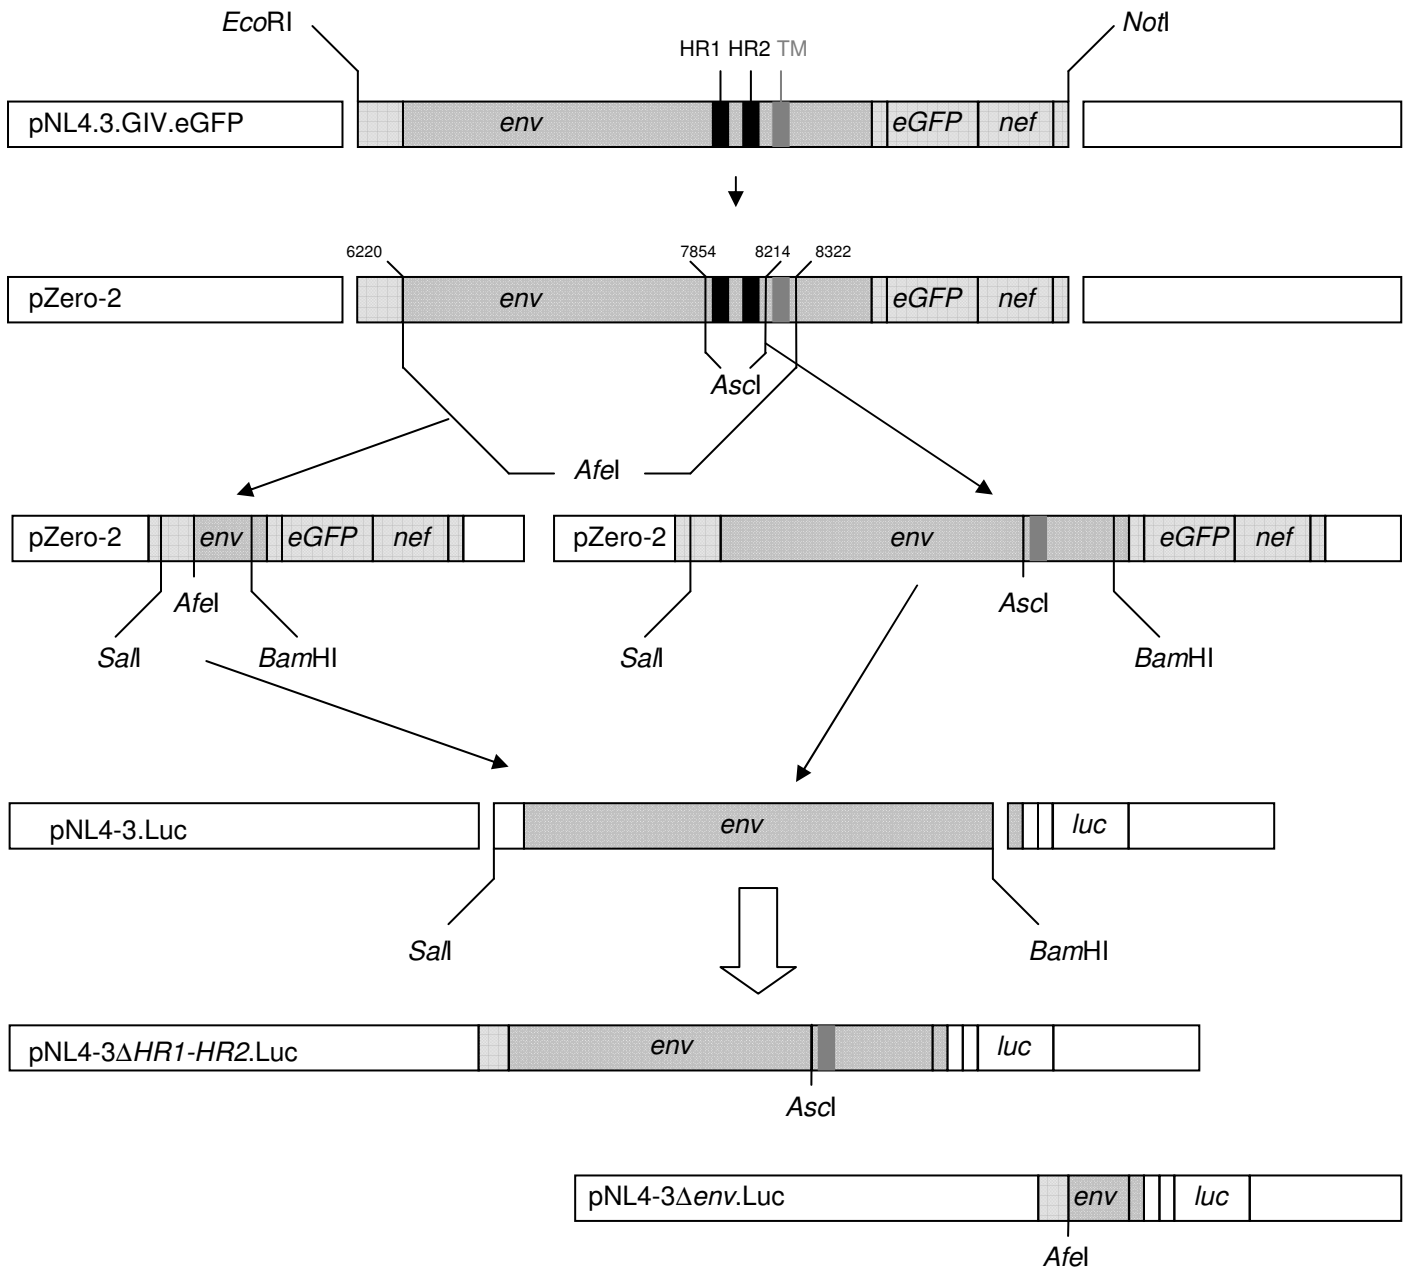 EcoRI
NotI
HR1 HR2 TM
pNL4.3.GIV.eGFP
env
eGFP
nef
6220
7854
8214
8322
pZero-2
env
eGFP
nef
AscI
AfeI
pZero-2
env
eGFP
nef
pZero-2
env
eGFP
nef
AfeI
AscI
SalI
BamHI
SalI
BamHI
pNL4-3.Luc
env
luc
SalI
BamHI
pNL4-3ΔHR1-HR2.Luc
env
luc
AscI
pNL4-3Δenv.Luc
env
luc
AfeI